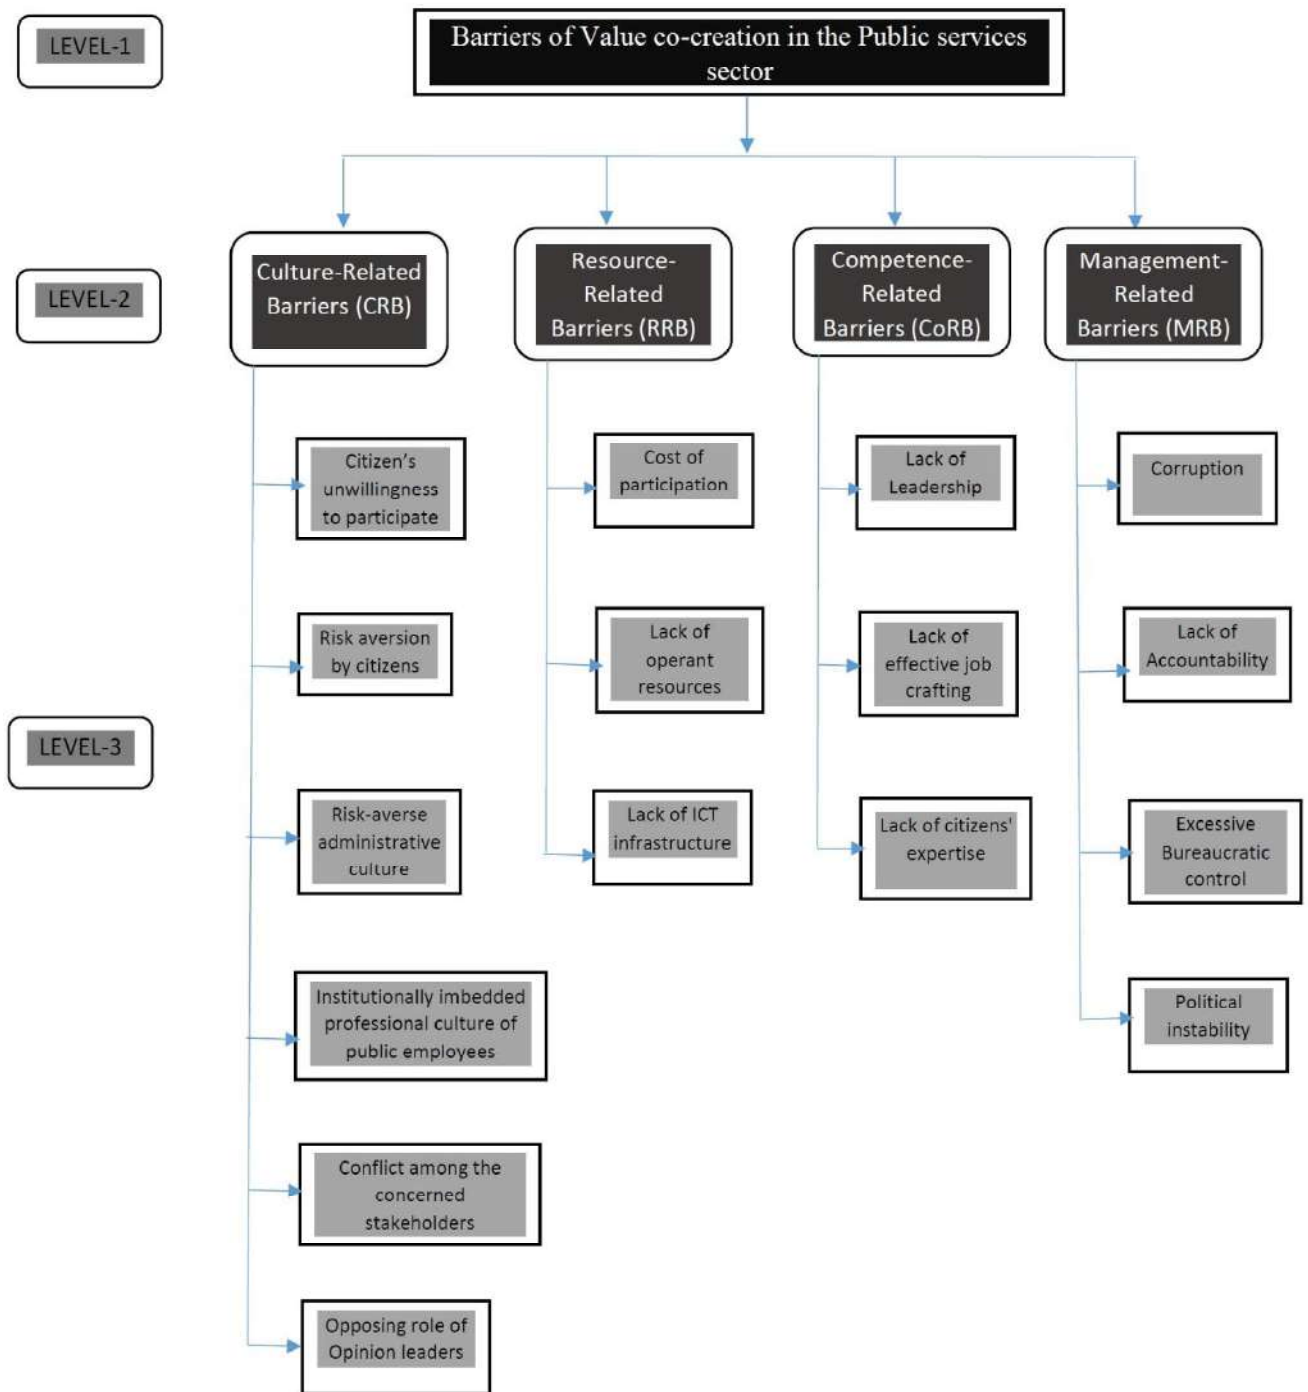 LEVEL-1
Barriers of Value co-creation in the Public services
sector
LEVEL-2
Culture-Related
Barriers (CRB)
Resource-
Related
Barriers (RRB)
Competence-
Related
Barriers (CoRB)
Management-
Related
Barriers (MRB)
LEVEL-3
Citizen's
unwillingness
to participate
Risk aversion
by citizens
Risk-averse
administrative
culture
Institutionally imbedded
professional culture of
public employees
Conflict among the
concerned
stakeholders
Opposing role of
Opinion leaders
Cost of
participation
Lack of
operant
resources
Lack of ICT
infrastructure
Lack of
Leadership
Lack of
effective job
crafting
Lack of citizens'
expertise
Corruption
Lack of
Accountability
Excessive
Bureaucratic
control
Political
instability